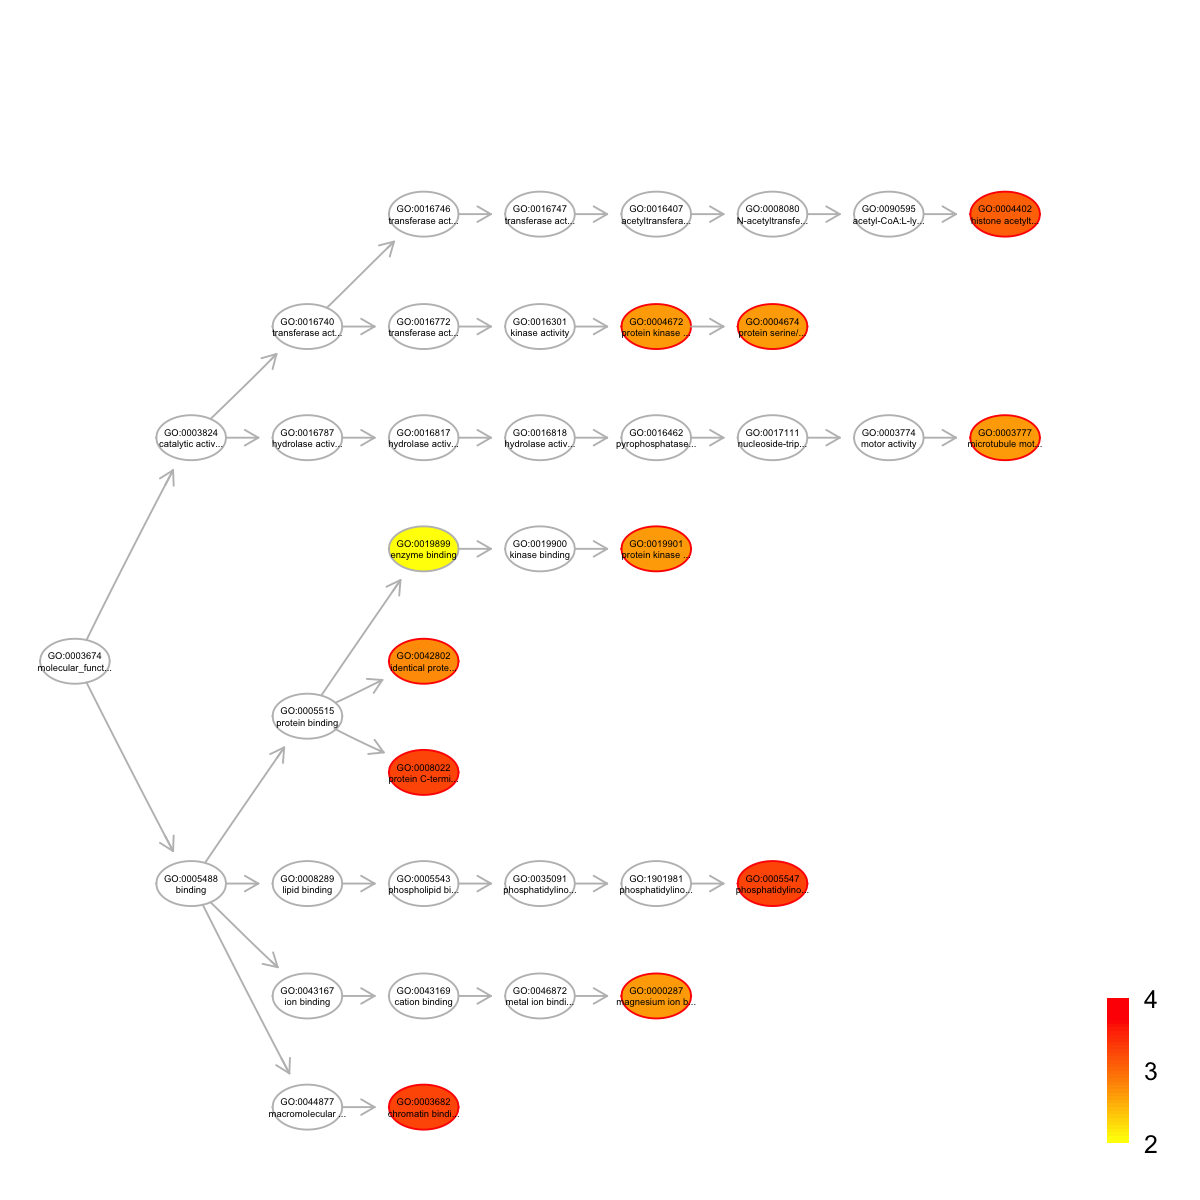 GO:0016746
transferase act...
GO:0016747
transferase act...
GO:0016407
acetyltransfera...
GO:0008080
N-acetyltransfe...
GO:0090595
acetyl-CoA:L-ly...
GO:0004402
histone acetylt...
GO:0016740
transferase act...
GO:0016772
transferase act...
GO:0016301
kinase activity
GO:0004672
protein kinase ...
GO:0004674
protein serine/...
GO:0003824
catalytic activ...
GO:0016787
hydrolase activ...
GO:0016817
hydrolase activ...
GO:0016818
hydrolase activ...
GO:0016462
pyrophosphatase...
GO:0017111
nucleoside-trip...
GO:0003774
motor activity
GO:0003777
microtubule mot...
GO:0019899
enzyme binding
GO:0019900
kinase binding
GO:0019901
protein kinase ...
GO:0003674
molecular_funct...
GO:0042802
identical prote...
GO:0005515
protein binding
GO:0008022
protein C-termi...
GO:0005488
binding
GO:0008289
lipid binding
GO:0005543
phospholipid bi...
GO:0035091
phosphatidylino...
GO:1901981
phosphatidylino...
GO:0005547
phosphatidylino...
GO:0043167
ion binding
GO:0043169
cation binding
GO:0046872
metal ion bindi...
GO:0000287
magnesium ion b...
GO:0044877
macromolecular ...
GO:0003682
chromatin bindi...
4
3
2